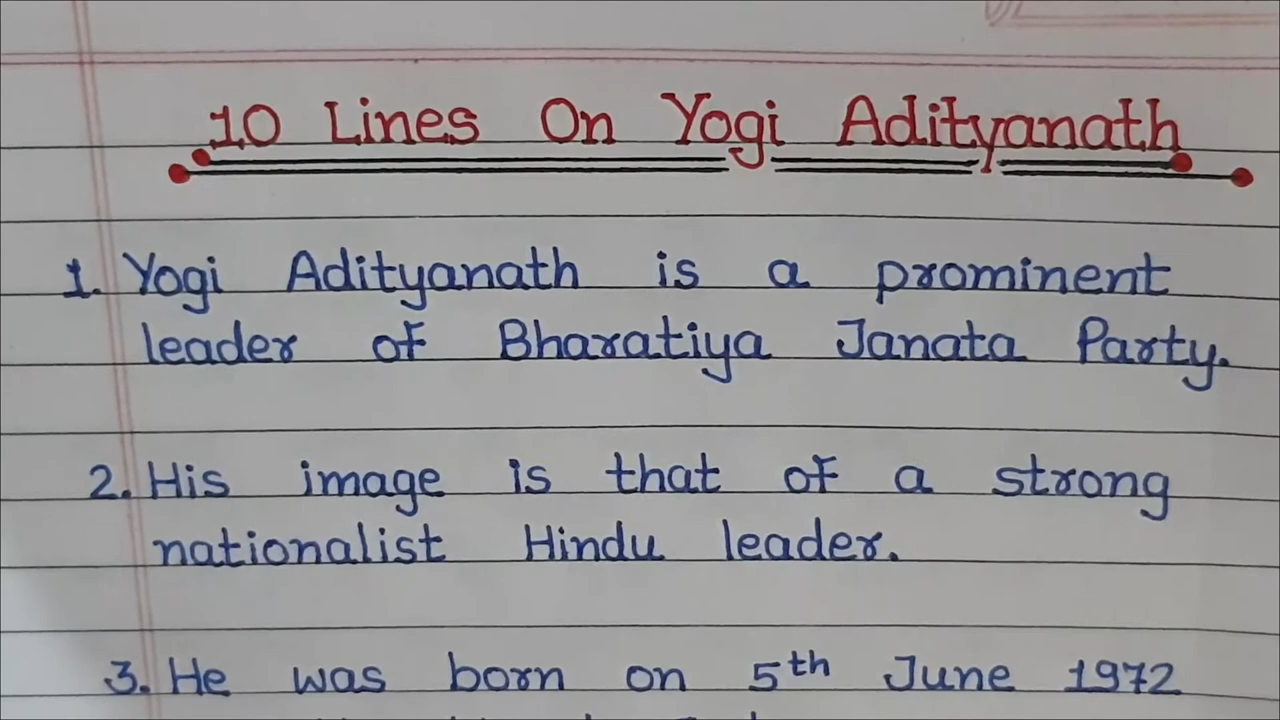 10 Lines On Yogi Adityanath
1. Yogi Adityanath is a prominent
leader of Bharatiya Janata Party.
2. His image is that of a strong
nationalist Hindu leader.
3. He was born on 5th June 1972